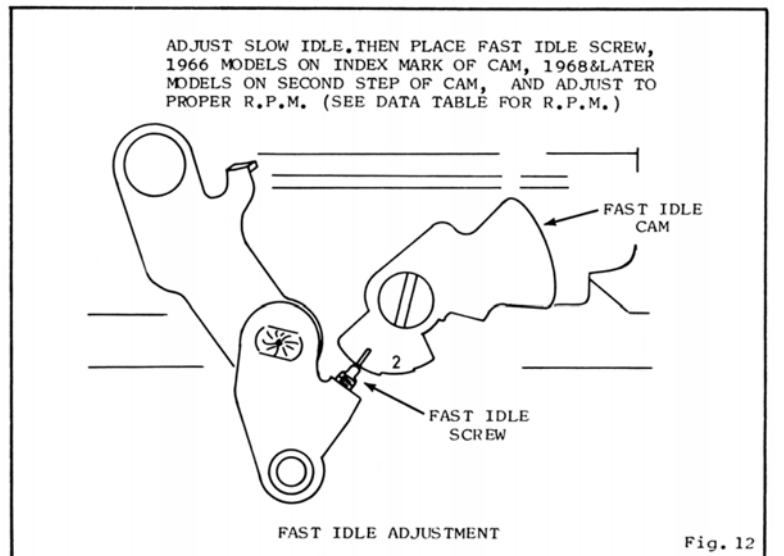 ADJUST SLOW IDLE.THEN PLACE FAST IDLE SCREW,
1966 MODELS ON INDEX MARK OF CAM, 1968&LATER
MODELS ON SECOND STEP OF CAM, AND ADJUST TO
PROPER R.P.M. (SEE DATA TABLE FOR R.P.M.)
FAST IDLE
CAM
2
FAST IDLE
SCREW
FAST IDLE ADJUSTMENT
Fig. 12